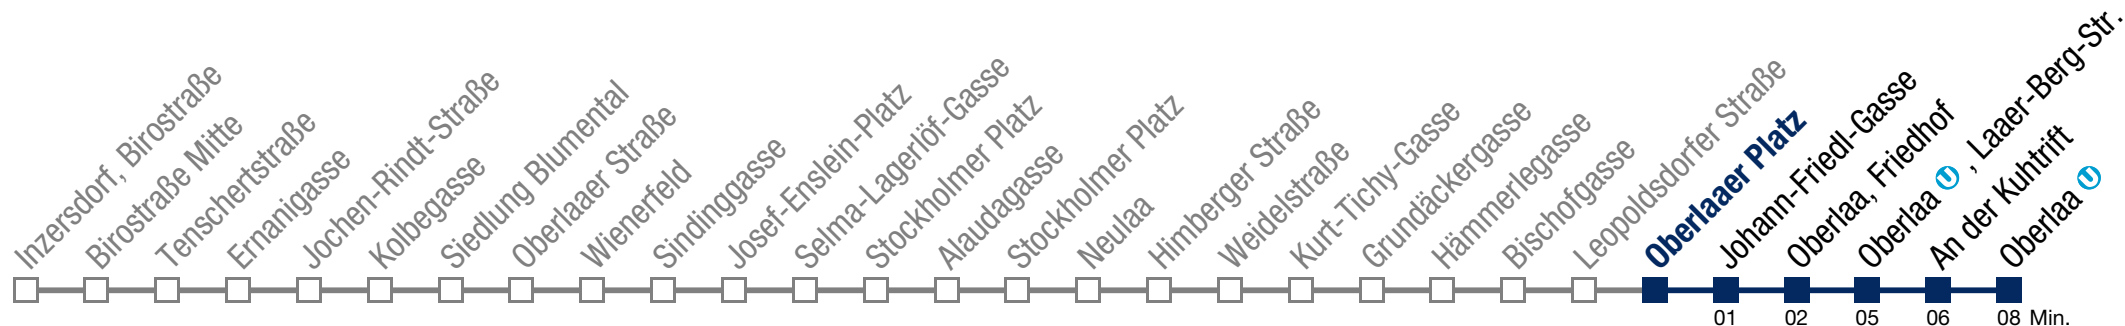 Inzersdorf, Birostraße
Birostraße Mitte
Tenschertstraße
Ernanigasse
Jochen-Rindt-Straße
Kolbegasse
Siedlung Blumental
Oberlaaer Straße
Wienerfeld
Sindinggasse
Josef-Enslein-Platz
Selma-Lagerlöf-Gasse
Stockholmer Platz
Alaudagasse
Stockholmer Platz
Neulaa
Himberger Straße
Weidelstraße
Kurt-Tichy-Gasse
Grundäckergasse
Hämmerlegasse
Bischofgasse
Leopoldsdorfer Straße
Oberlaaer Platz
Johann-Friedl-Gasse
Oberlaa, Friedhof
Oberlaa U , Laaer-Berg-Str.
An der Kuhtrift
Oberlaa U
01 02 05 06 08 Min.